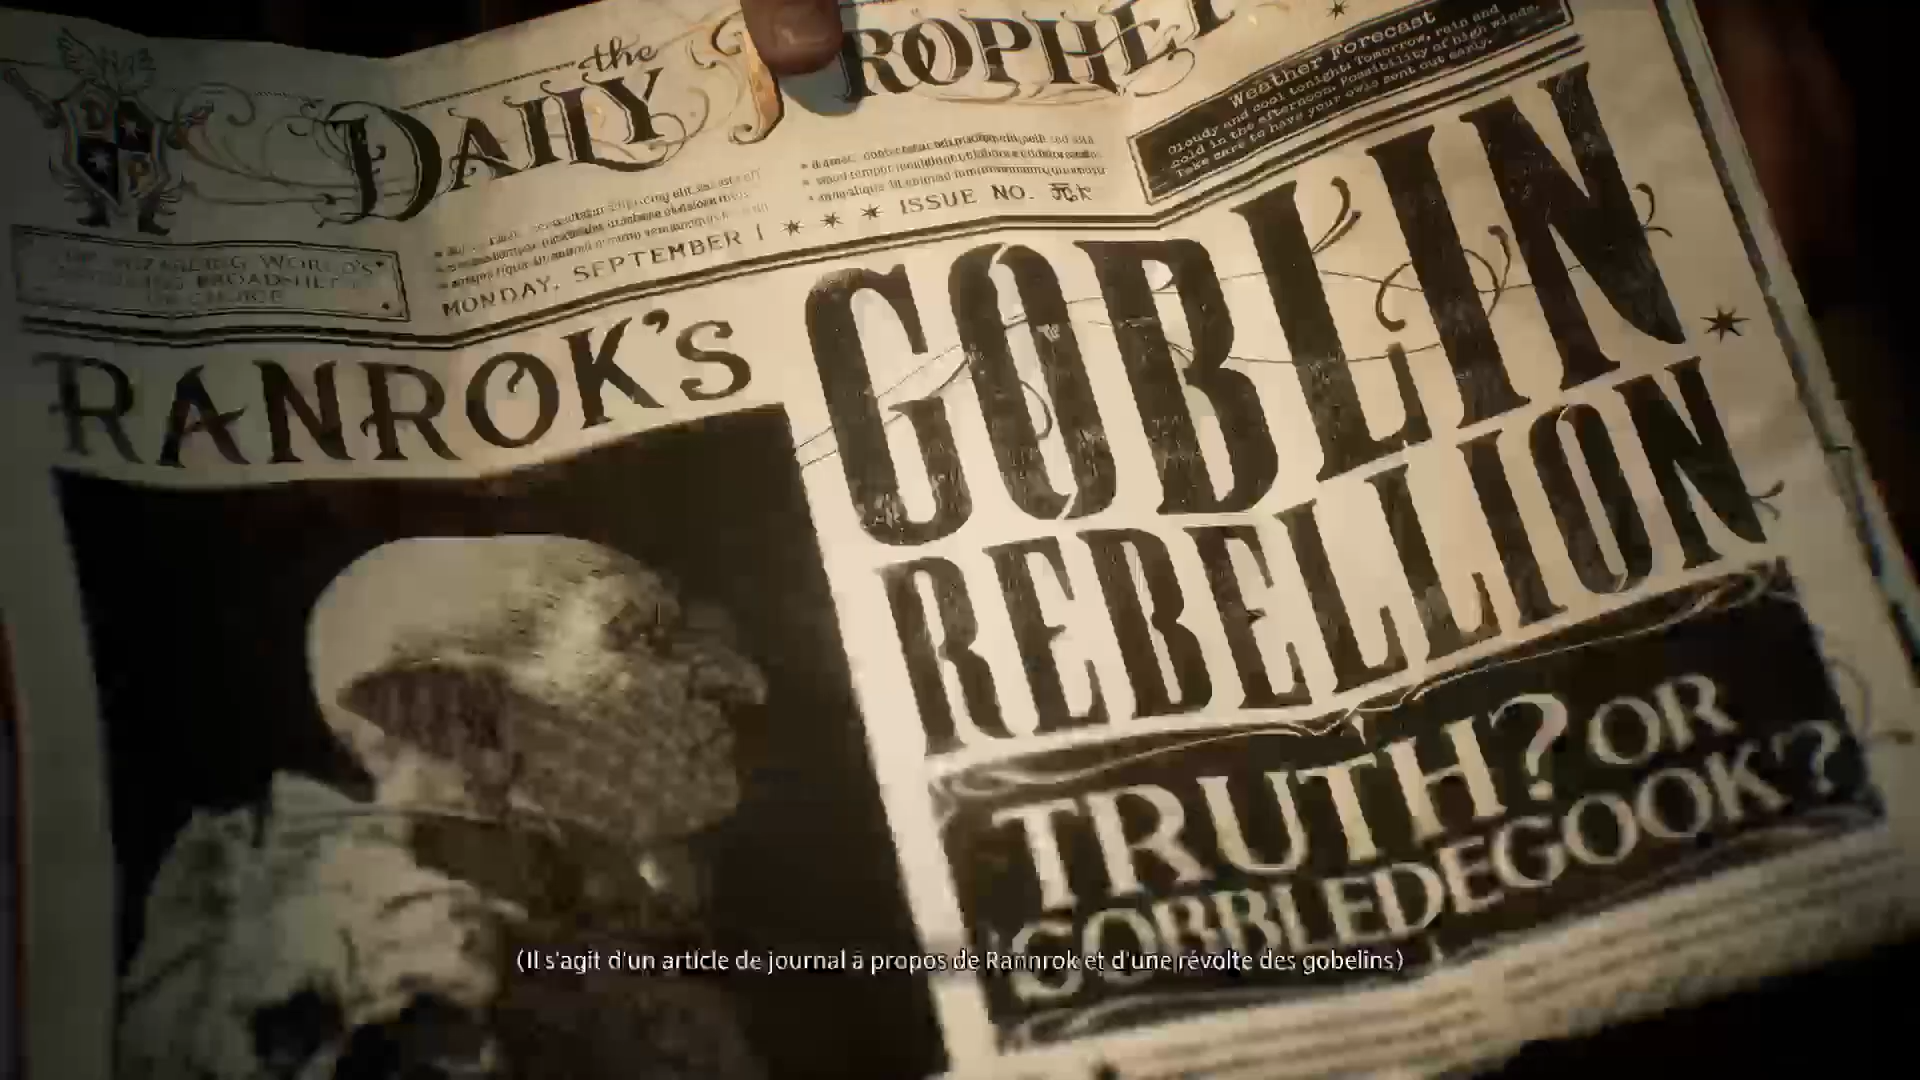 the
DAILY PROPHET
Weather Forecast
Cloudy and cool tonight. Tomorrow, rain and
cold in the afternoon. Possibility of high winds.
Take care to have your owls sent out early.
MONDAY, SEPTEMBER 1 ISSUE NO.
RANROK'S
GOBLIN
REBELLION
TRUTH? OR
'GOBBLEDEGOOK'?
(Il s'agit d'un article de journal à propos de Rannrok et d'une révolte des gobelins)